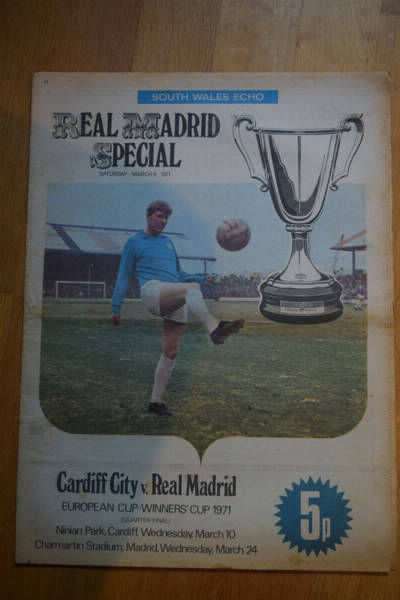 SOUTH WALES ECHO
REAL MADRID
SPECIAL
SATURDAY · MARCH 6 1971
Cardiff City v. Real Madrid
EUROPEAN CUP-WINNERS' CUP 1971
(QUARTER FINAL)
Ninian Park, Cardiff, Wednesday, March 10
Charmartin Stadium, Madrid, Wednesday, March 24
5p